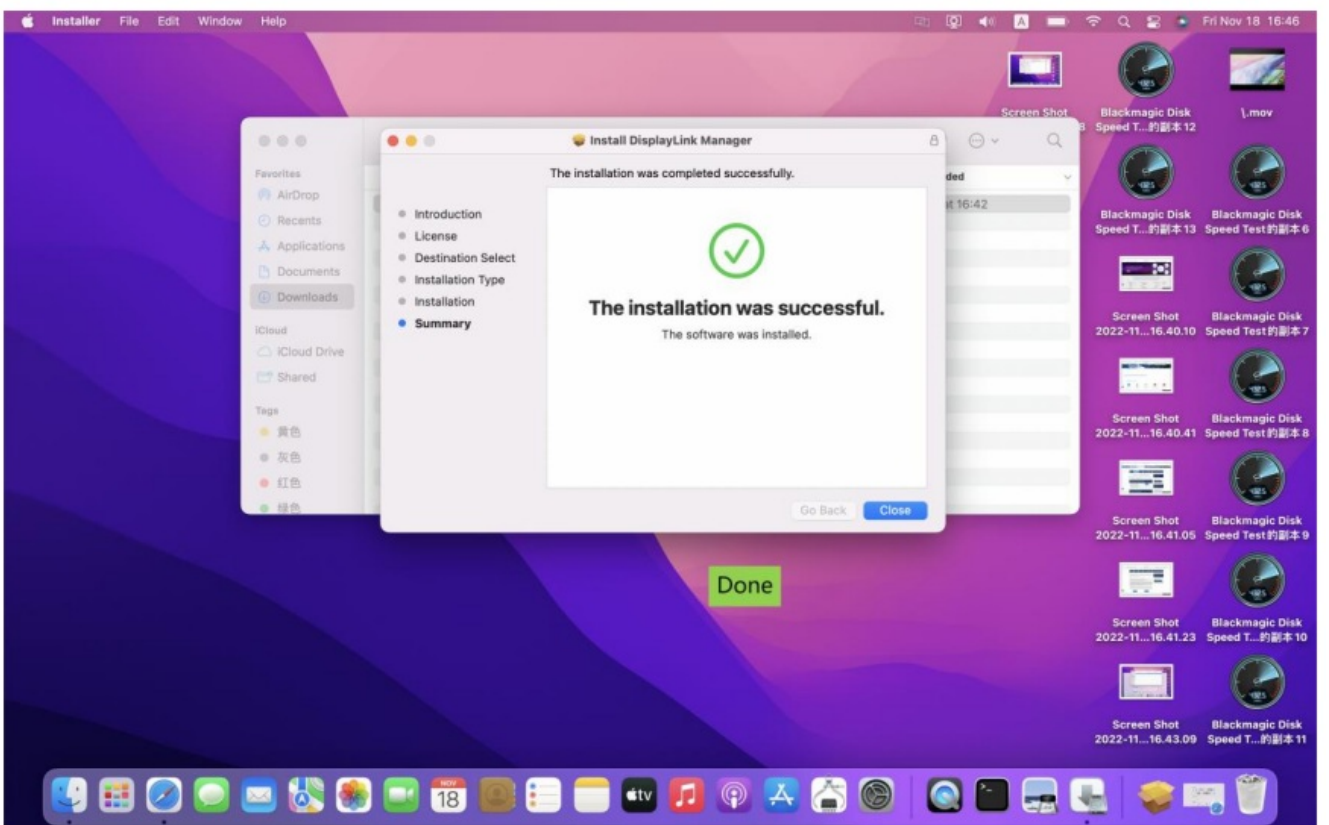 Installer File Edit Window Help
A
Fri Nov 18 16:46
Install DisplayLink Manager
The installation was completed successfully.
Introduction
License
Destination Select
Installation Type
Installation
Summary
The installation was successful.
The software was installed.
Go Back
Close
Favorites
AirDrop
Recents
Applications
Documents
Downloads
iCloud
iCloud Drive
Shared
Tags
黄色
灰色
红色
绿色
ded
at 16:42
Done
Screen Shot
8
Blackmagic Disk
Speed T...的副本 12
\.mov
Blackmagic Disk
Speed T...的副本 13
Blackmagic Disk
Speed Test的副本 6
Screen Shot
2022-11...16.40.10
Blackmagic Disk
Speed Test的副本 7
Screen Shot
2022-11...16.40.41
Blackmagic Disk
Speed Test的副本 8
Screen Shot
2022-11...16.41.05
Blackmagic Disk
Speed Test的副本 9
Screen Shot
2022-11...16.41.23
Blackmagic Disk
Speed T...的副本 10
Screen Shot
2022-11...16.43.09
Blackmagic Disk
Speed T...的副本 11
NOV
18
tv